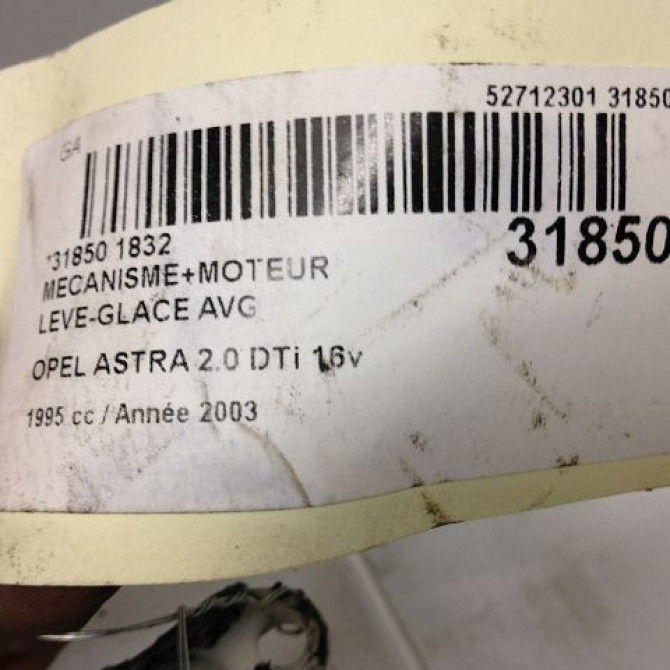 52712301 31850
GA
*31850 1832
31850
MECANISME+MOTEUR
LEVE-GLACE AVG
OPEL ASTRA 2.0 DTi 16v
1995 cc / Année 2003